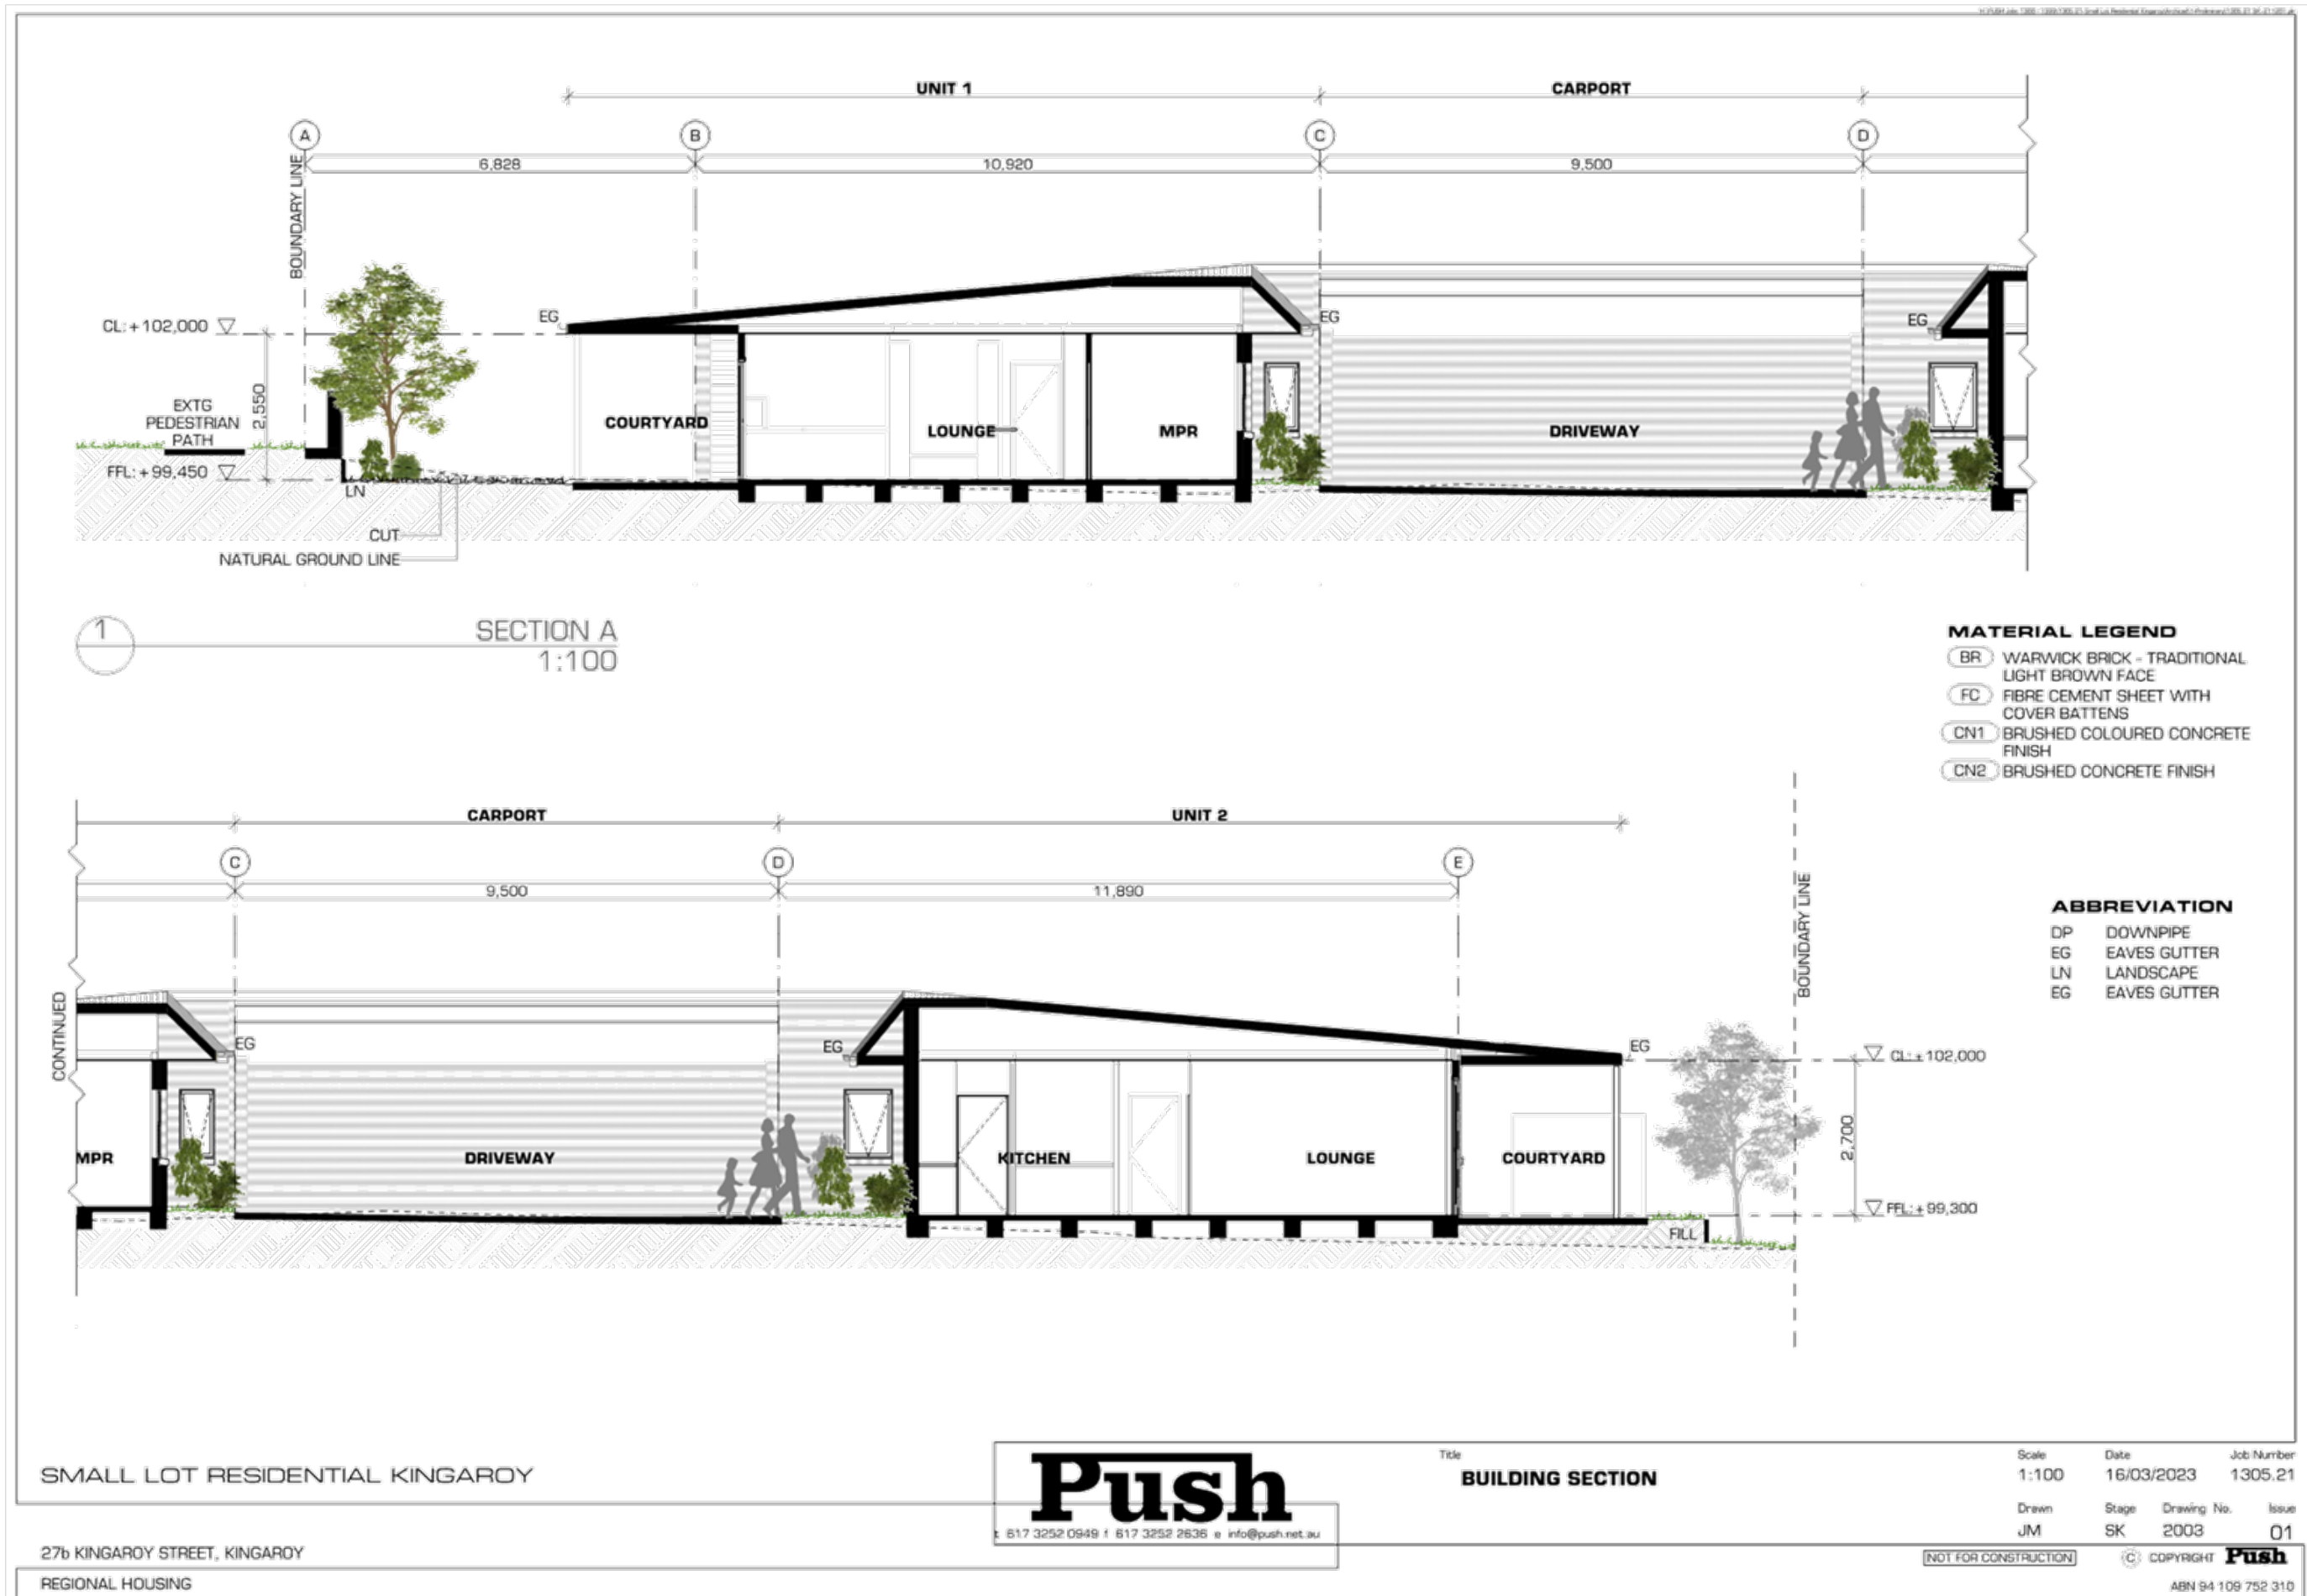 UNIT 1
CARPORT
A
B
C
D
6,828
10,920
9,500
BOUNDARY LINE
CL: +102,000
EG
EG
EG
2,550
EXTG
PEDESTRIAN
PATH
COURTYARD
LOUNGE
MPR
DRIVEWAY
FFL: +99,450
LN
CUT
NATURAL GROUND LINE
1
SECTION A
1:100
MATERIAL LEGEND
BR WARWICK BRICK - TRADITIONAL
LIGHT BROWN FACE
FC FIBRE CEMENT SHEET WITH
COVER BATTENS
CN1 BRUSHED COLOURED CONCRETE
FINISH
CN2 BRUSHED CONCRETE FINISH
CARPORT
UNIT 2
C
D
E
9,500
11,890
BOUNDARY LINE
CONTINUED
EG
EG
EG
CL: +102,000
2,700
MPR
DRIVEWAY
KITCHEN
LOUNGE
COURTYARD
FFL: +99,300
FILL
ABBREVIATION
DP DOWNPIPE
EG EAVES GUTTER
LN LANDSCAPE
EG EAVES GUTTER
SMALL LOT RESIDENTIAL KINGAROY
27b KINGAROY STREET, KINGAROY
REGIONAL HOUSING
Push
t 617 3252 0949 f 617 3252 2636 e info@push.net.au
Title
BUILDING SECTION
Scale Date Job Number
1:100 16/03/2023 1305.21
Drawn Stage Drawing No. Issue
JM SK 2003 01
NOT FOR CONSTRUCTION C COPYRIGHT Push
ABN 94 109 752 310